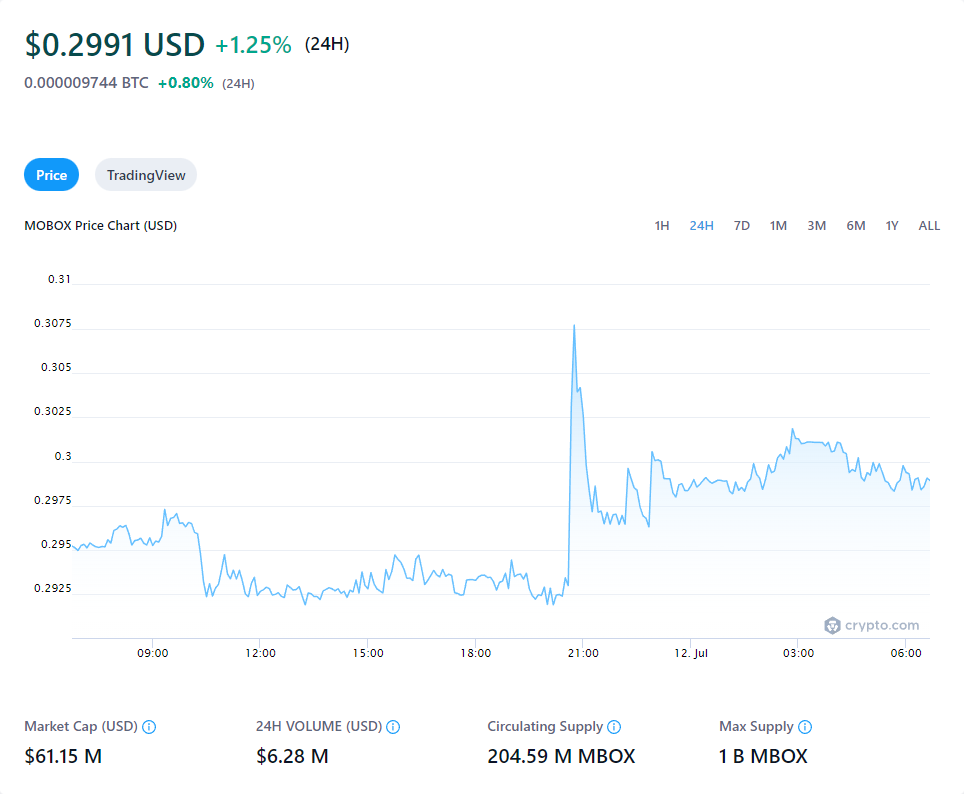 $0.2991 USD +1.25% (24H)
0.000009744 BTC +0.80% (24H)
Price TradingView
MOBOX Price Chart (USD) 1H 24H 7D 1M 3M 6M 1Y ALL
0.31
0.3075
0.305
0.3025
0.3
0.2975
0.295
0.2925
crypto.com
09:00 12:00 15:00 18:00 21:00 12. Jul 03:00 06:00
Market Cap (USD) 24H VOLUME (USD) Circulating Supply Max Supply
$61.15 M $6.28 M 204.59 M MBOX 1 B MBOX